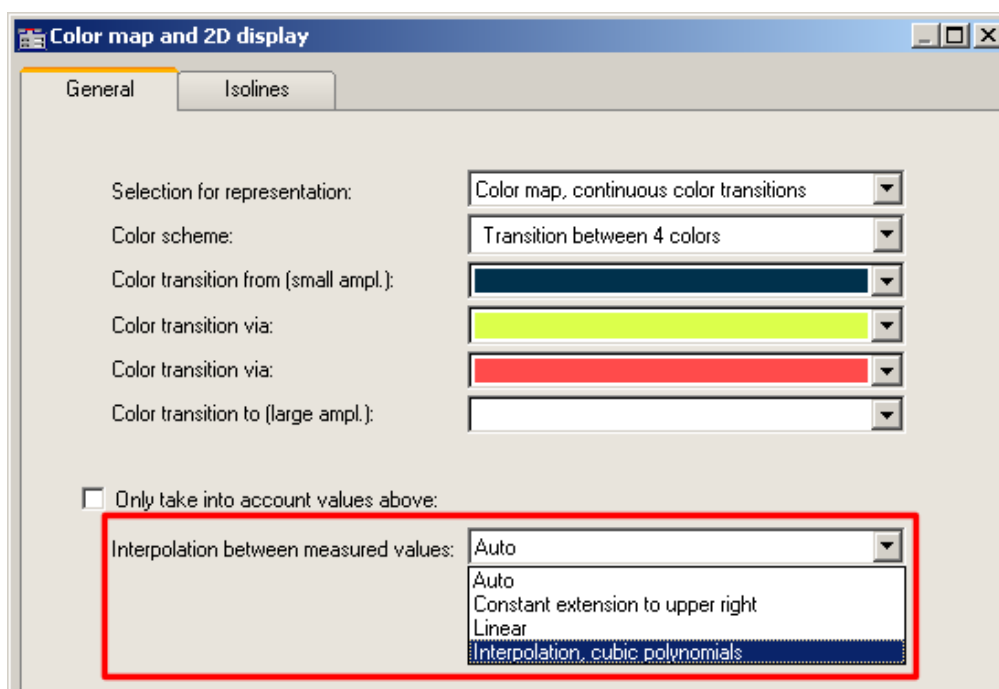 Color map and 2D display
General Isolines
Selection for representation: Color map, continuous color transitions
Color scheme: Transition between 4 colors
Color transition from (small ampl.):
Color transition via:
Color transition via:
Color transition to (large ampl.):
Only take into account values above:
Interpolation between measured values: Auto
Auto
Constant extension to upper right
Linear
Interpolation, cubic polynomials